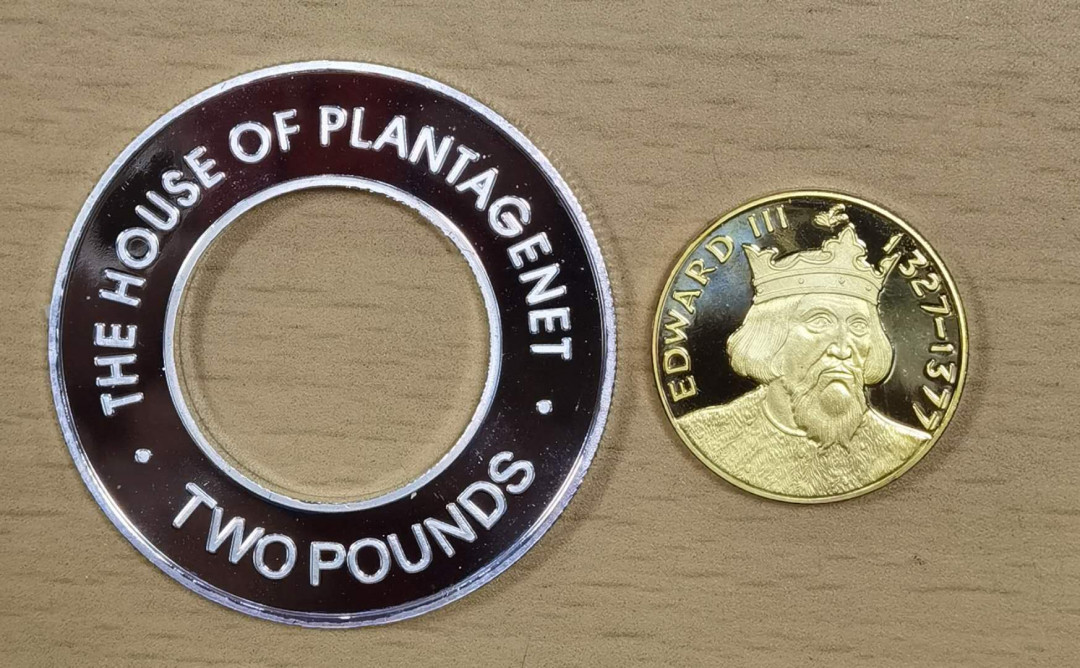 THE HOUSE OF PLANTAGENET
• TWO POUNDS •
EDWARD III 1327-1377